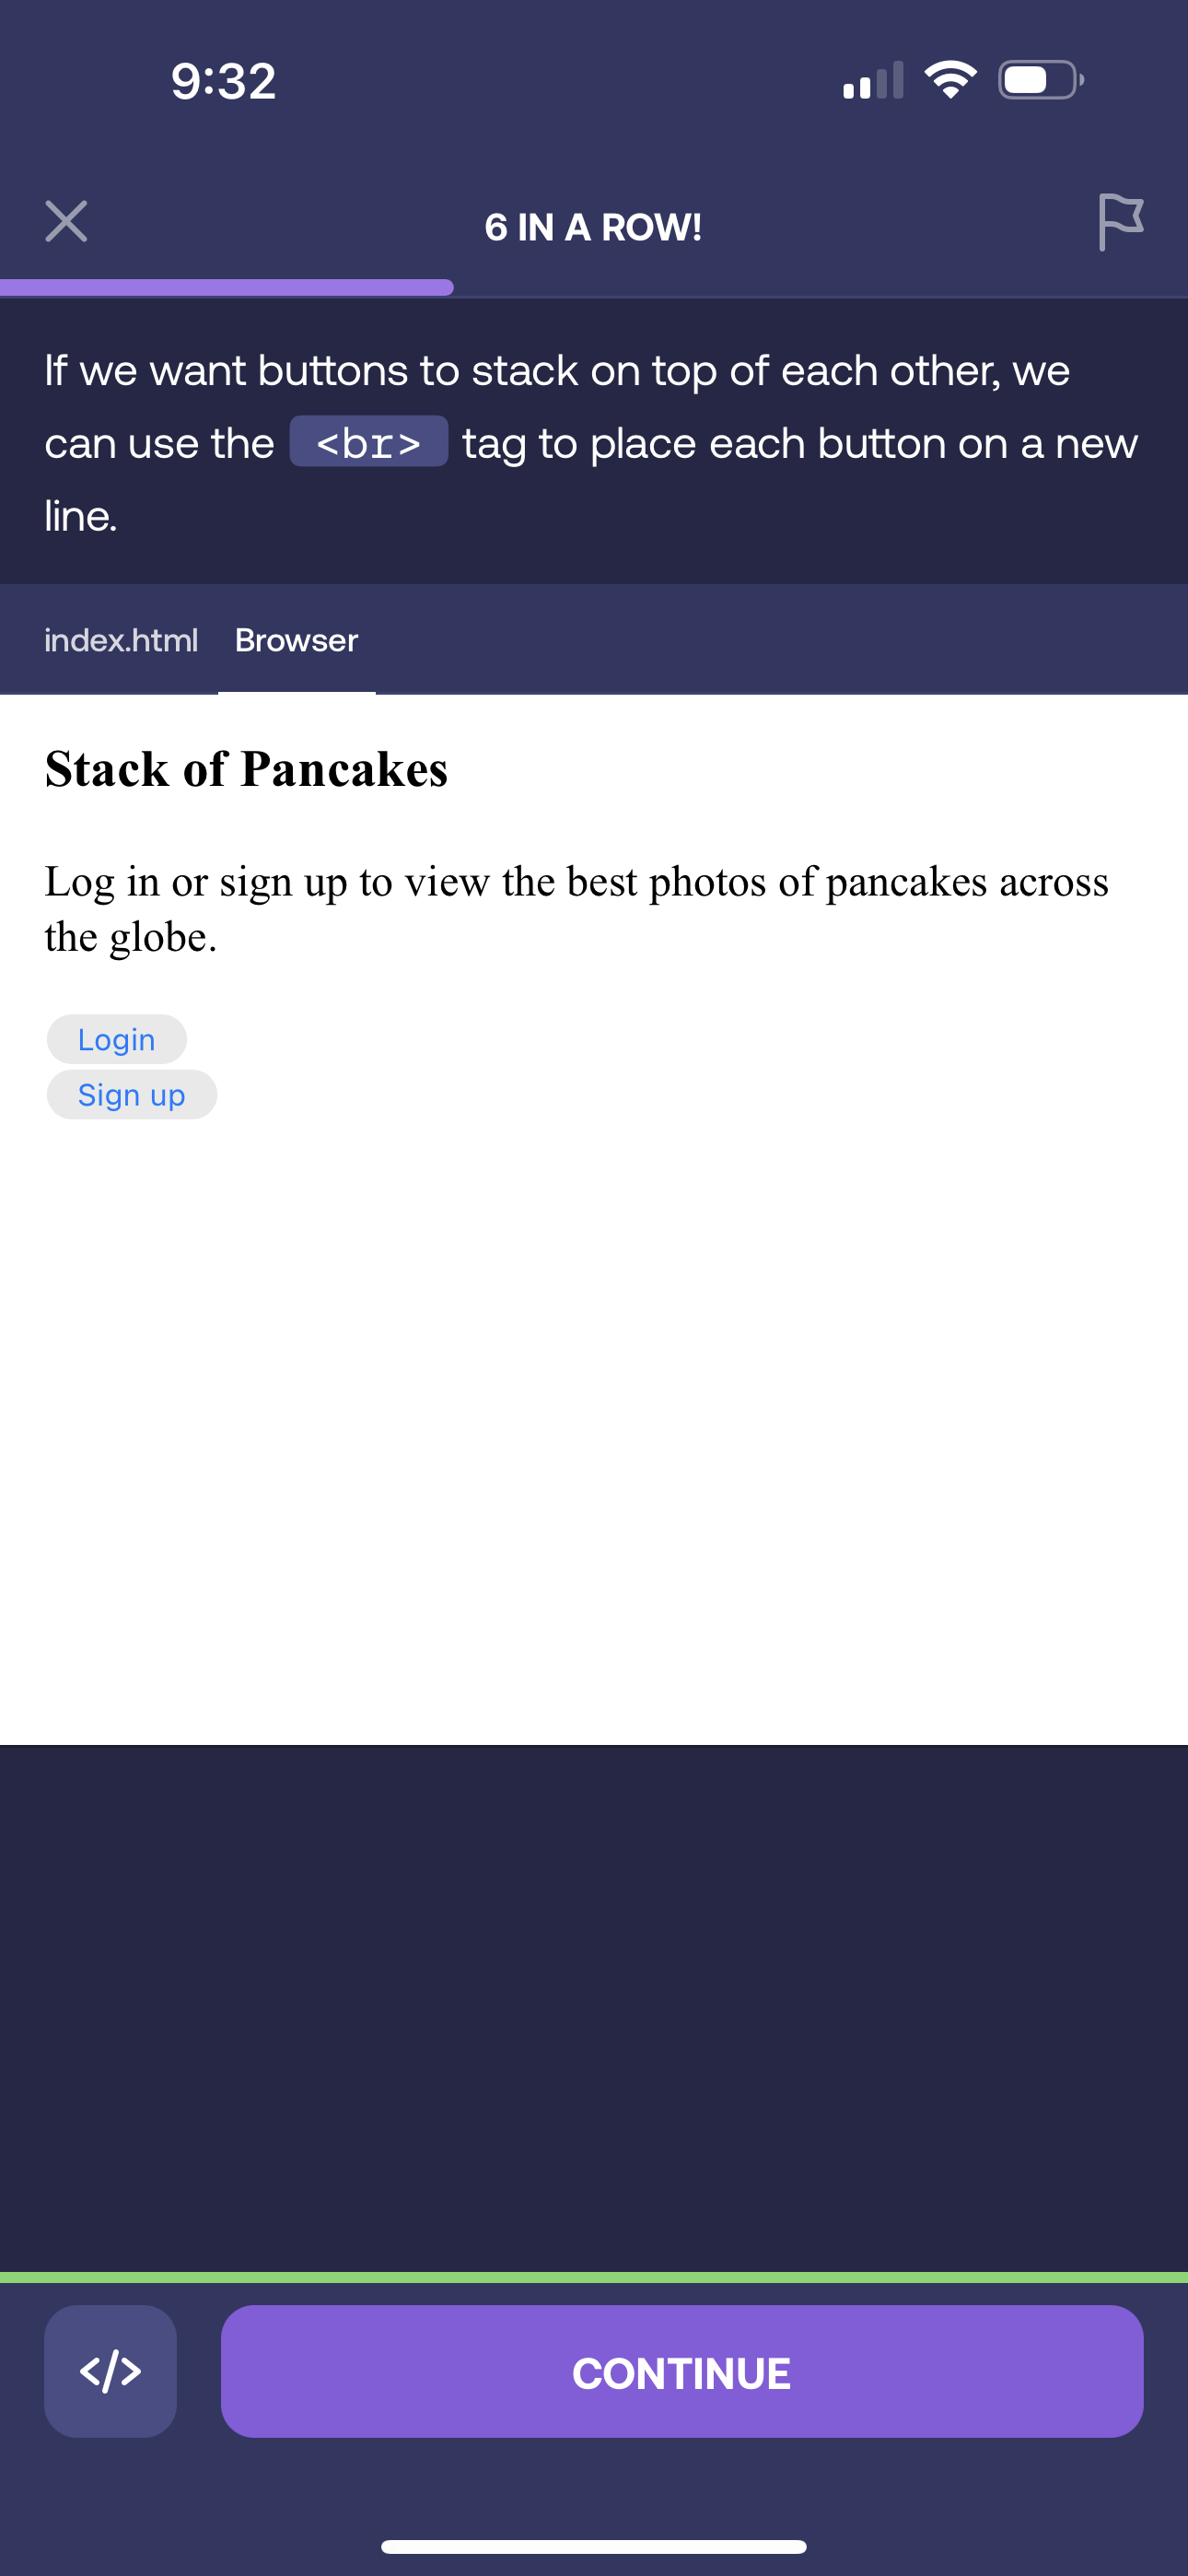 9:32
6 IN A ROW!
If we want buttons to stack on top of each other, we
can use the <br> tag to place each button on a new
line.
index.html Browser
Stack of Pancakes
Log in or sign up to view the best photos of pancakes across
the globe.
Login
Sign up
</> CONTINUE